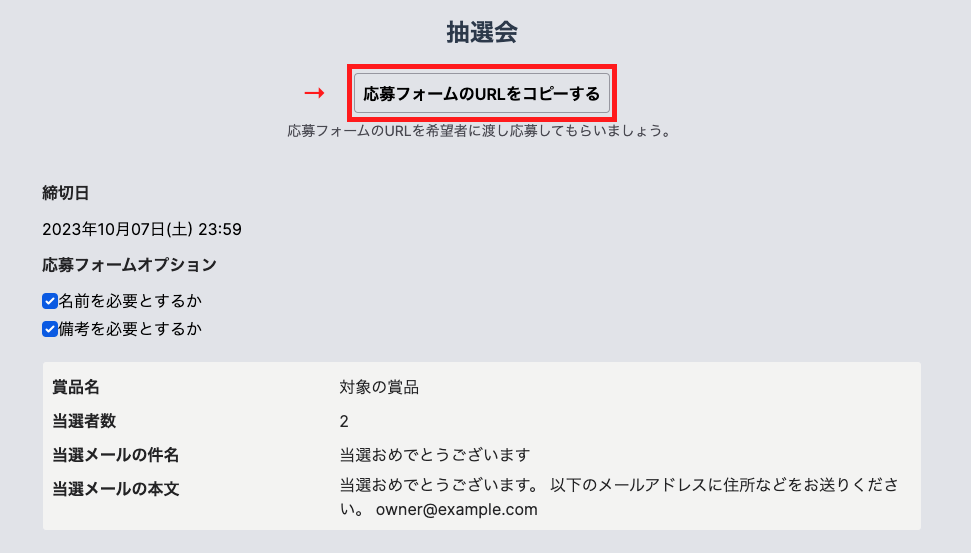 抽選会
→ 応募フォームのURLをコピーする
応募フォームのURLを希望者に渡し応募してもらいましょう。
締切日
2023年10月07日(土) 23:59
応募フォームオプション
名前を必要とするか
備考を必要とするか
賞品名 対象の賞品
当選者数 2
当選メールの件名 当選おめでとうございます
当選メールの本文 当選おめでとうございます。 以下のメールアドレスに住所などをお送りくださ
い。 owner@example.com